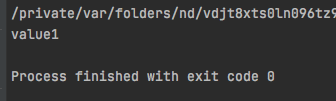 /private/var/folders/nd/vdjt8xts0ln096tz9
value1
Process finished with exit code 0